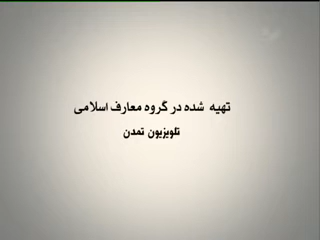 تهیه شده در گروه معارف اسلامی
تلویزیون تمدن